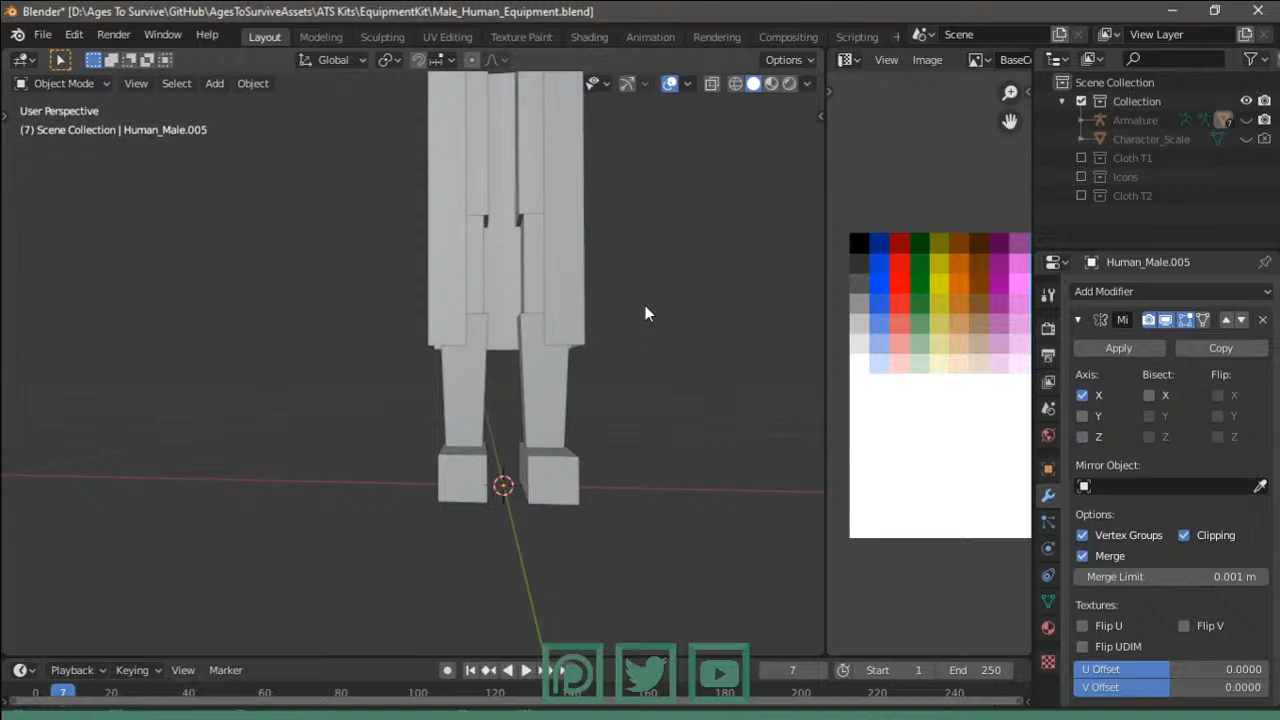 Blender* [D:\Ages To Survive\GitHub\AgesToSurviveAssets\ATS Kits\EquipmentKit\Male_Human_Equipment.blend]
File Edit Render Window Help Layout Modeling Sculpting UV Editing Texture Paint Shading Animation Rendering Compositing Scripting Scene View Layer
Global Options View Image BaseC
Object Mode View Select Add Object
User Perspective
(7) Scene Collection | Human_Male.005
Scene Collection
Collection
Armature 7
Character_Scale
Cloth T1
Icons
Cloth T2
Human_Male.005
Add Modifier
Mi
Apply Copy
Axis: Bisect: Flip:
X X X
Y Y Y
Z Z Z
Mirror Object:
Options:
Vertex Groups Clipping
Merge
Merge Limit 0.001 m
Textures:
Flip U Flip V
Flip UDIM
U Offset 0.0000
V Offset 0.0000
Playback Keying View Marker 7 Start 1 End 250
0 7 20 40 60 80 100 120 140 160 180 200 220 240